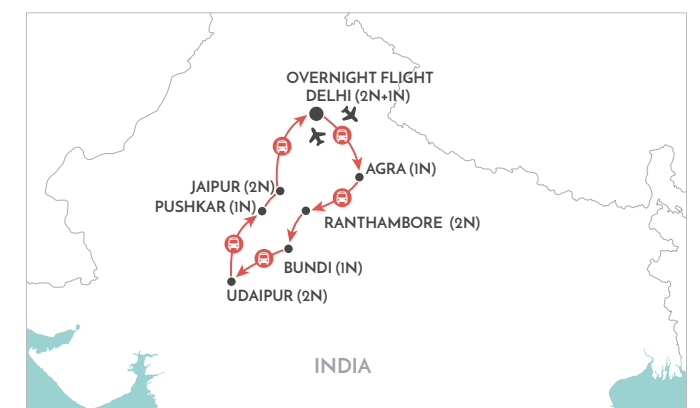 OVERNIGHT FLIGHT
DELHI (2N+1N)
AGRA (1N)
JAIPUR (2N)
PUSHKAR (1N)
RANTHAMBORE (2N)
BUNDI (1N)
UDAIPUR (2N)
INDIA